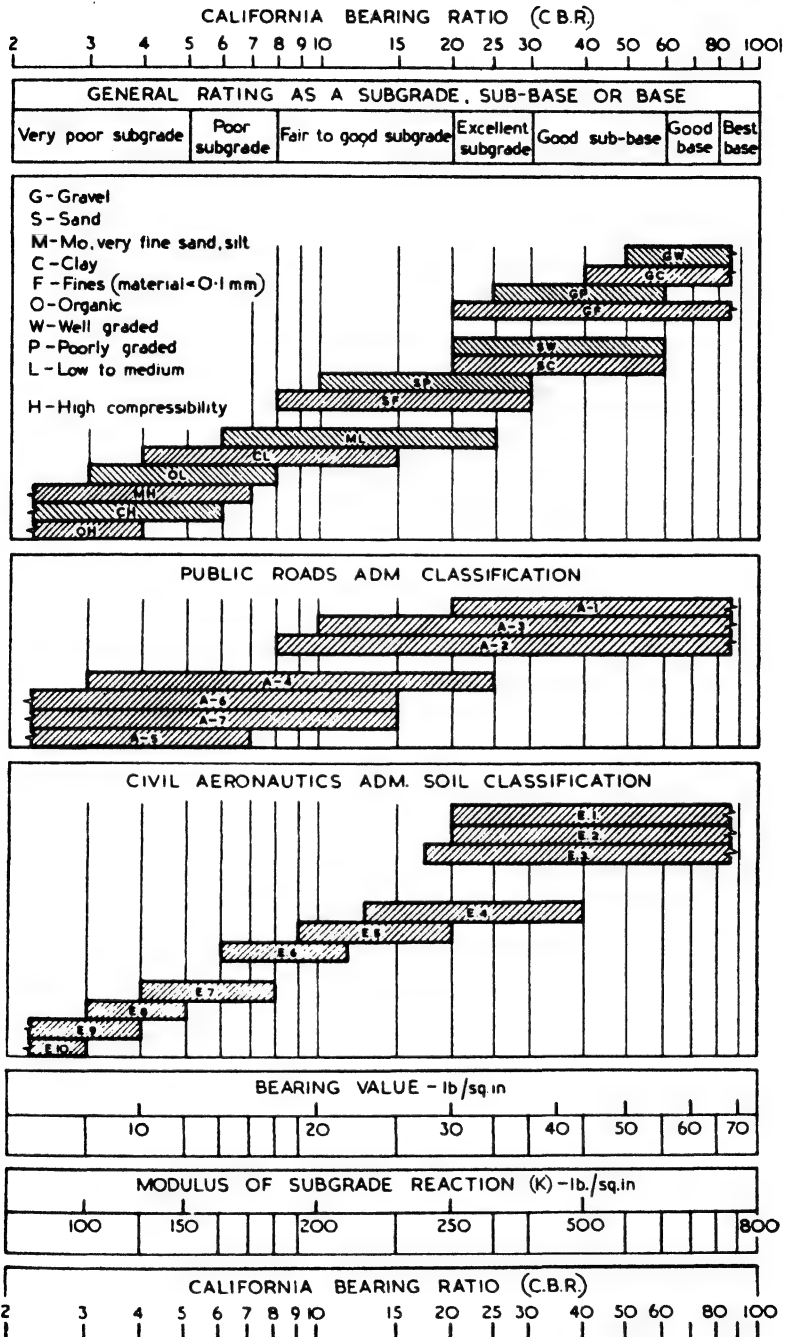 CALIFORNIA BEARING RATIO (C B.R.)
2 3 4 5 6 7 8 9 10 15 20 25 30 40 50 60 80 1001
GENERAL RATING AS A SUBGRADE, SUB-BASE OR BASE
Very poor subgrade
Poor subgrade
Fair to good subgrade
Excellent subgrade
Good sub-base
Good base
Best base
G-Gravel
S-Sand
M-Mo, very fine sand, silt
C-Clay
F-Fines (material<0·1 mm)
O-Organic
W-Well graded
P-Poorly graded
L-Low to medium
H-High compressibility
GW
GC
GP
GF
SW
SC
SP
SF
ML
CL
OL
MH
CH
OH
PUBLIC ROADS ADM CLASSIFICATION
A-1
A-3
A-2
A-4
A-6
A-7
A-5
CIVIL AERONAUTICS ADM. SOIL CLASSIFICATION
E.1.
E.2.
E.3
E.4
E.5
E.6
E.7
E.8
E.9
E.10.
BEARING VALUE - lb/sq.in
10 20 30 40 50 60 70
MODULUS OF SUBGRADE REACTION (K)-lb./sq.in
100 150 200 250 500 800
CALIFORNIA BEARING RATIO (C.B.R.)
2 3 4 5 6 7 8 9 10 15 20 25 30 40 50 60 80 100